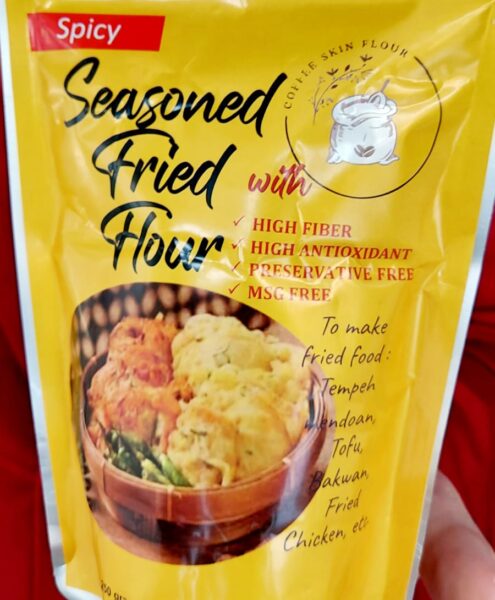 Spicy
COFFEE SKIN FLOUR
Seasoned
Fried
Flour
with
✓ HIGH FIBER
✓ HIGH ANTIOXIDANT
✓ PRESERVATIVE FREE
✓ MSG FREE
To make
fried food :
Tempeh
Mendoan,
Tofu,
Bakwan,
Fried
Chicken, etc